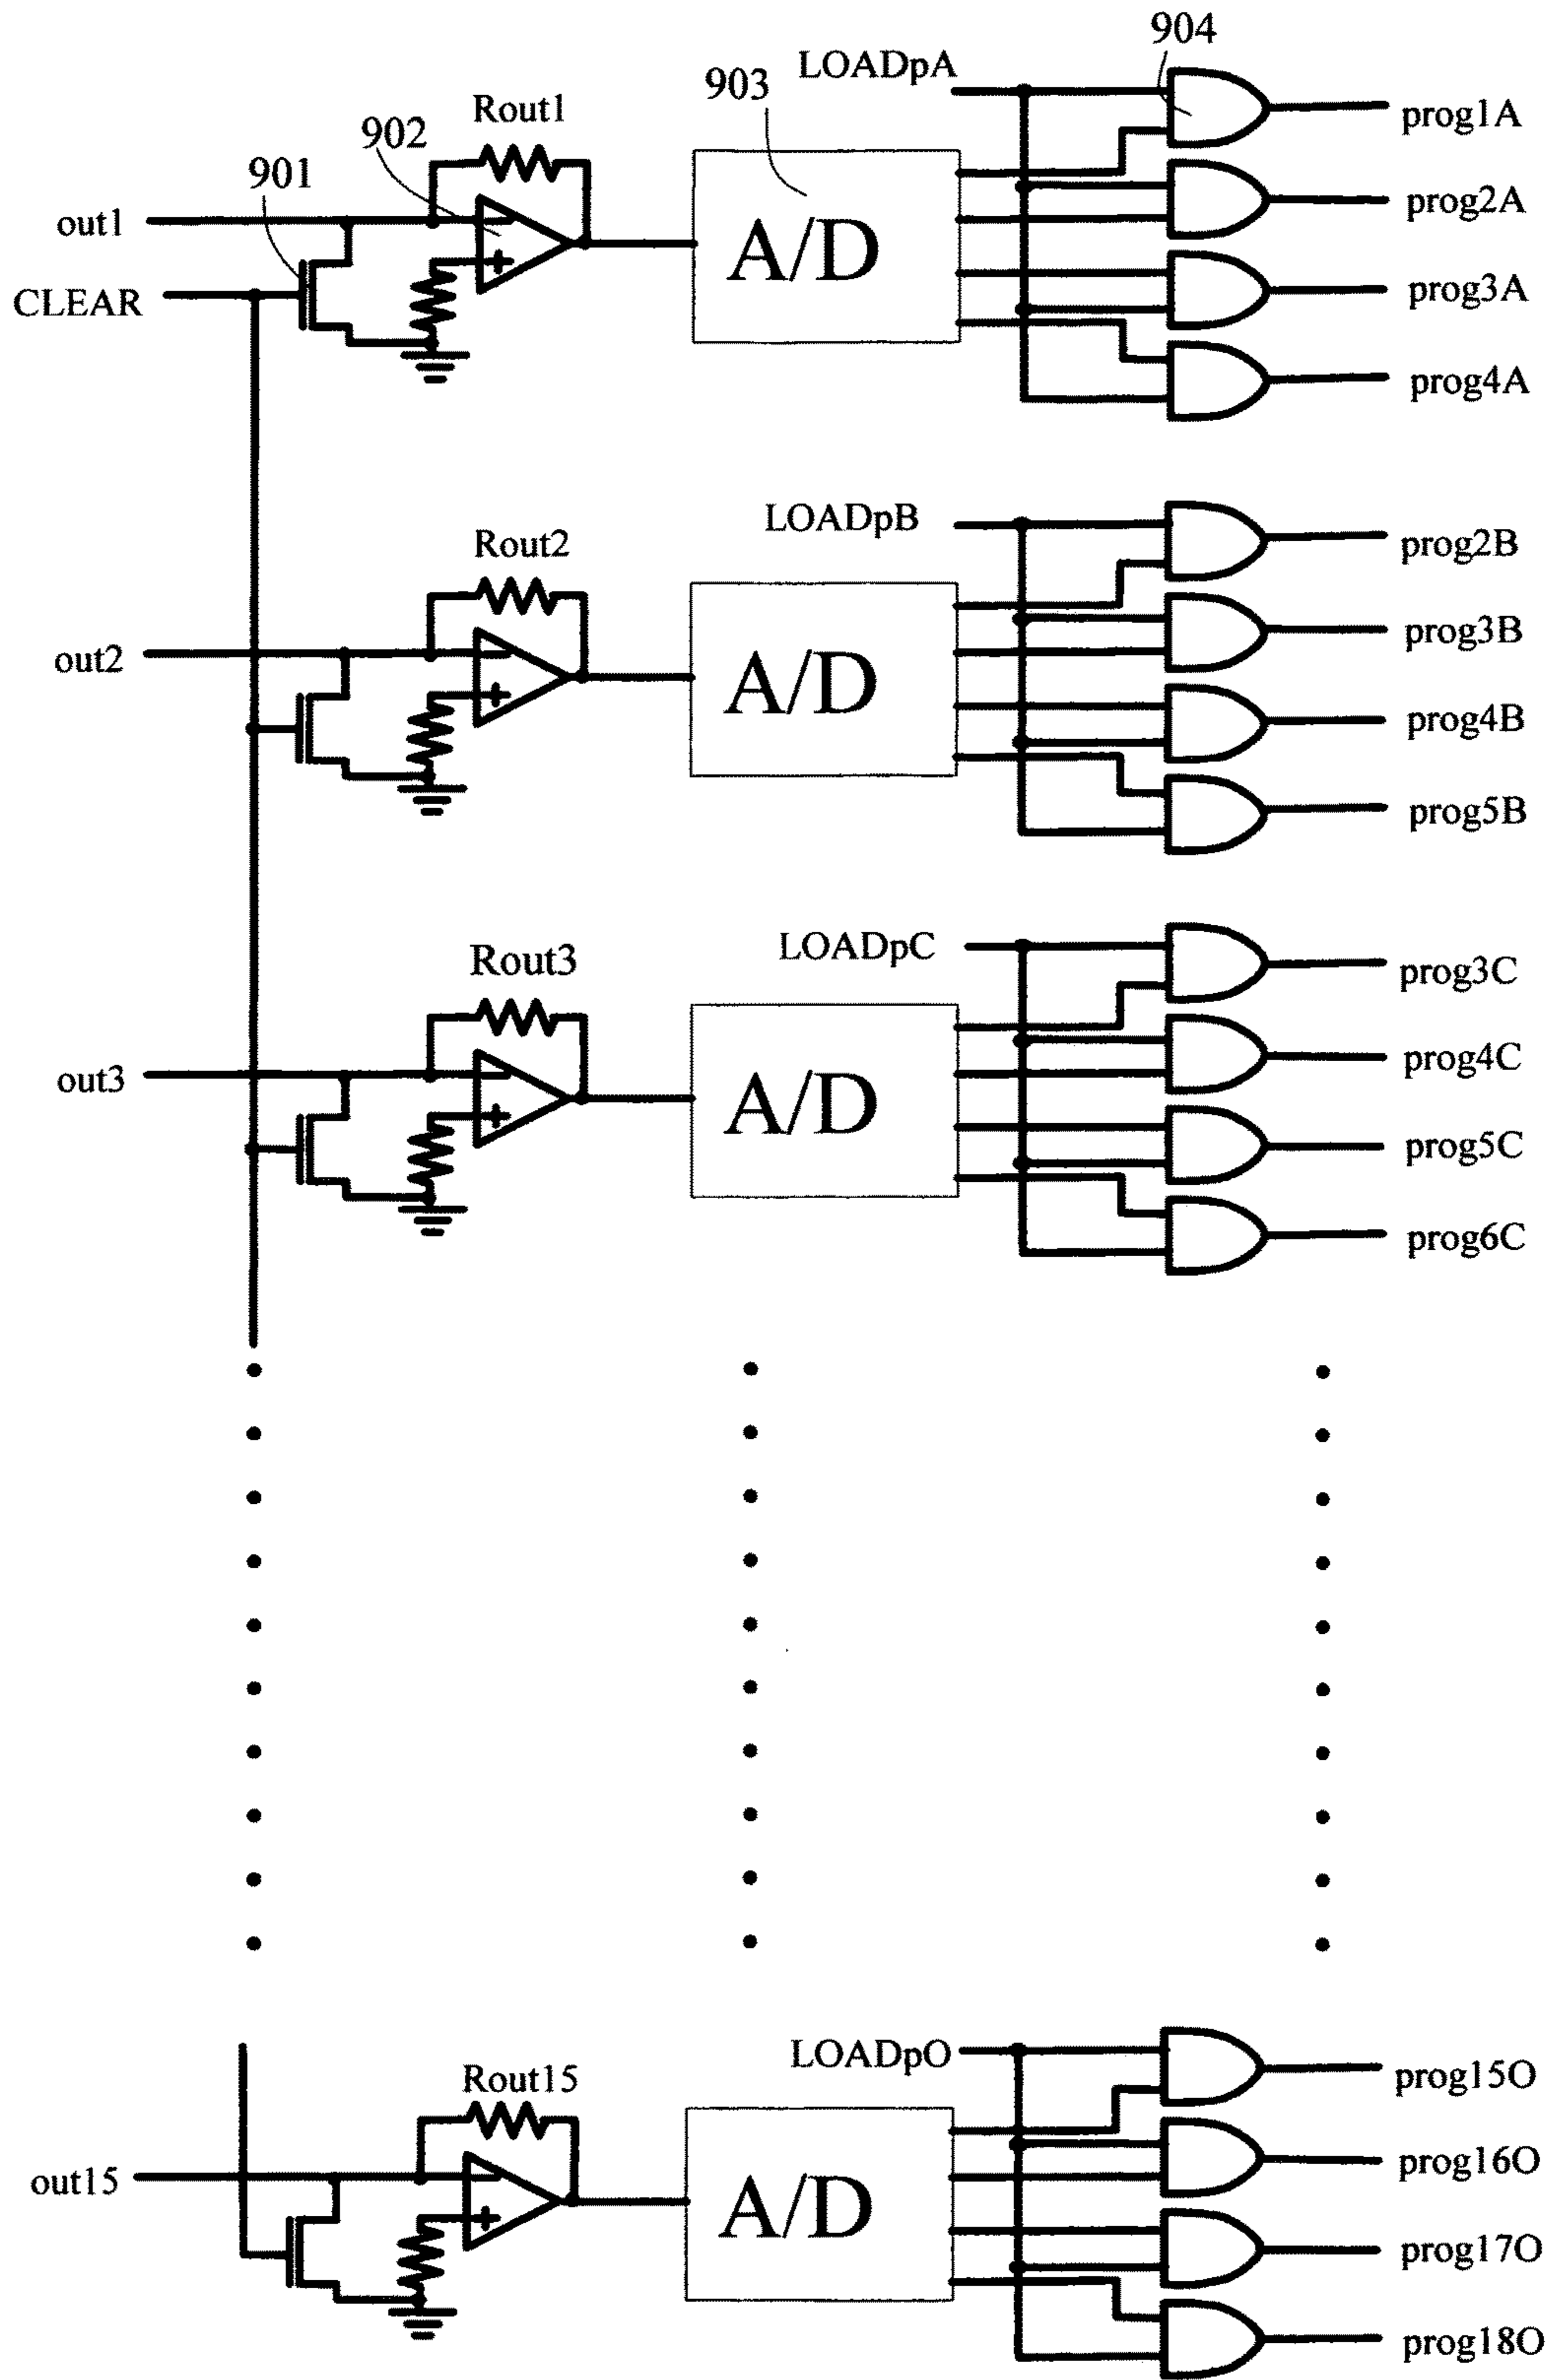 904
LOADpA
903
Rout1
902
901
prog1A
out1
prog2A
A/D
CLEAR
prog3A
prog4A
LOADpB
Rout2
prog2B
out2
prog3B
A/D
prog4B
prog5B
LOADpC
Rout3
prog3C
out3
prog4C
A/D
prog5C
prog6C
LOADpO
Rout15
prog15O
out15
prog16O
A/D
prog17O
prog18O